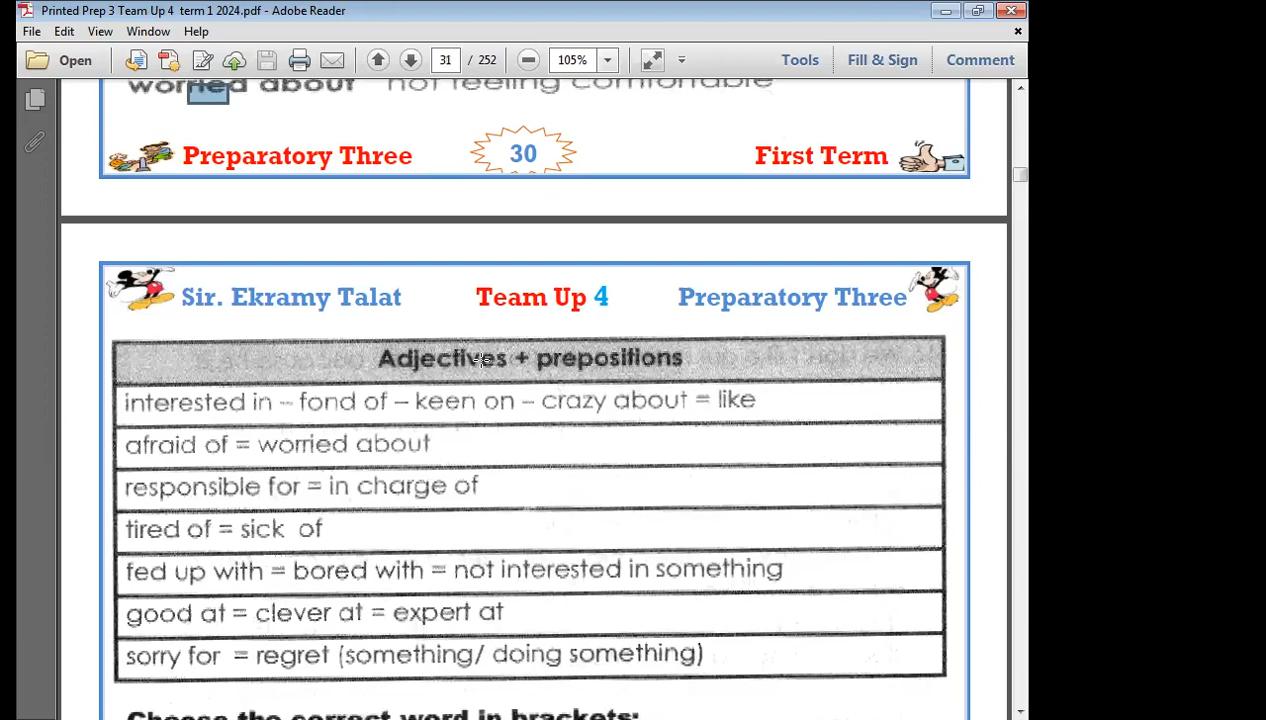 Printed Prep 3 Team Up 4 term 1 2024.pdf - Adobe Reader
File Edit View Window Help
Open 31 / 252 105% Tools Fill & Sign Comment
worried about not feeling comfortable
Preparatory Three 30 First Term
Sir. Ekramy Talat Team Up 4 Preparatory Three
Adjectives + prepositions
interested in – fond of – keen on – crazy about = like
afraid of = worried about
responsible for = in charge of
tired of = sick of
fed up with = bored with = not interested in something
good at = clever at = expert at
sorry for = regret (something/ doing something)
Choose the correct word in brackets: